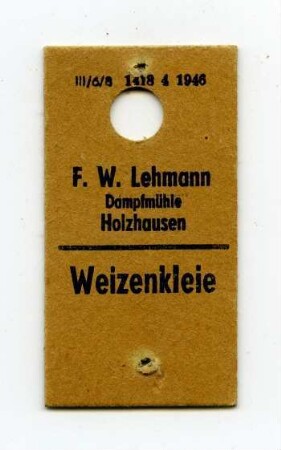 III/6/8 1418 4 1946
F. W. Lehmann
Dampfmühle
Holzhausen
Weizenkleie